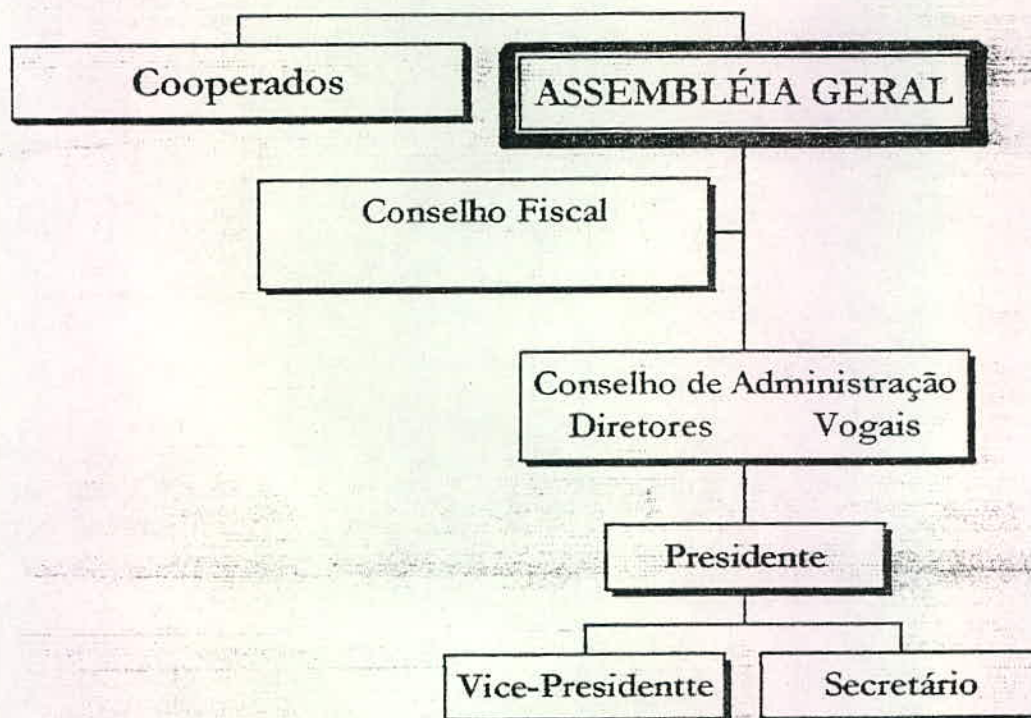 Cooperados
ASSEMBLÉIA GERAL
Conselho Fiscal
Conselho de Administração
Diretores Vogais
Presidente
Vice-Presidentte
Secretário